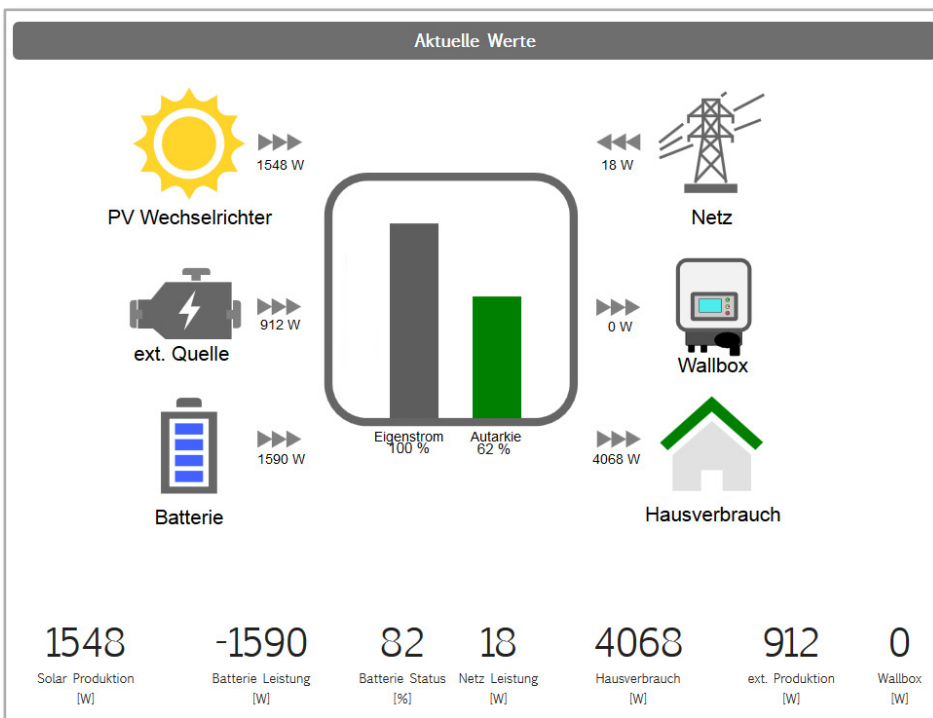 Aktuelle Werte
1548 W
18 W
PV Wechselrichter
Netz
912 W
0 W
ext. Quelle
Wallbox
Eigenstrom
100 %
Autarkie
62 %
1590 W
4068 W
Batterie
Hausverbrauch
1548
Solar Produktion
[W]
-1590
Batterie Leistung
[W]
82
Batterie Status
[%]
18
Netz Leistung
[W]
4068
Hausverbrauch
[W]
912
ext. Produktion
[W]
0
Wallbox
[W]